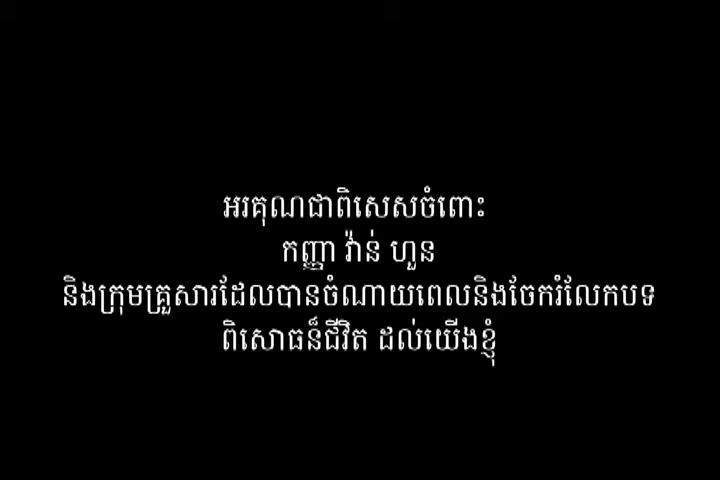 អរគុណជាពិសេសចំពោះ
កញ្ញា វ៉ាន់ ហួន
និងក្រុមគ្រួសារដែលបានចំណាយពេលនិងចែករំលែកបទ
ពិសោធន៏ជីវិត ដល់យើងខ្ញុំ